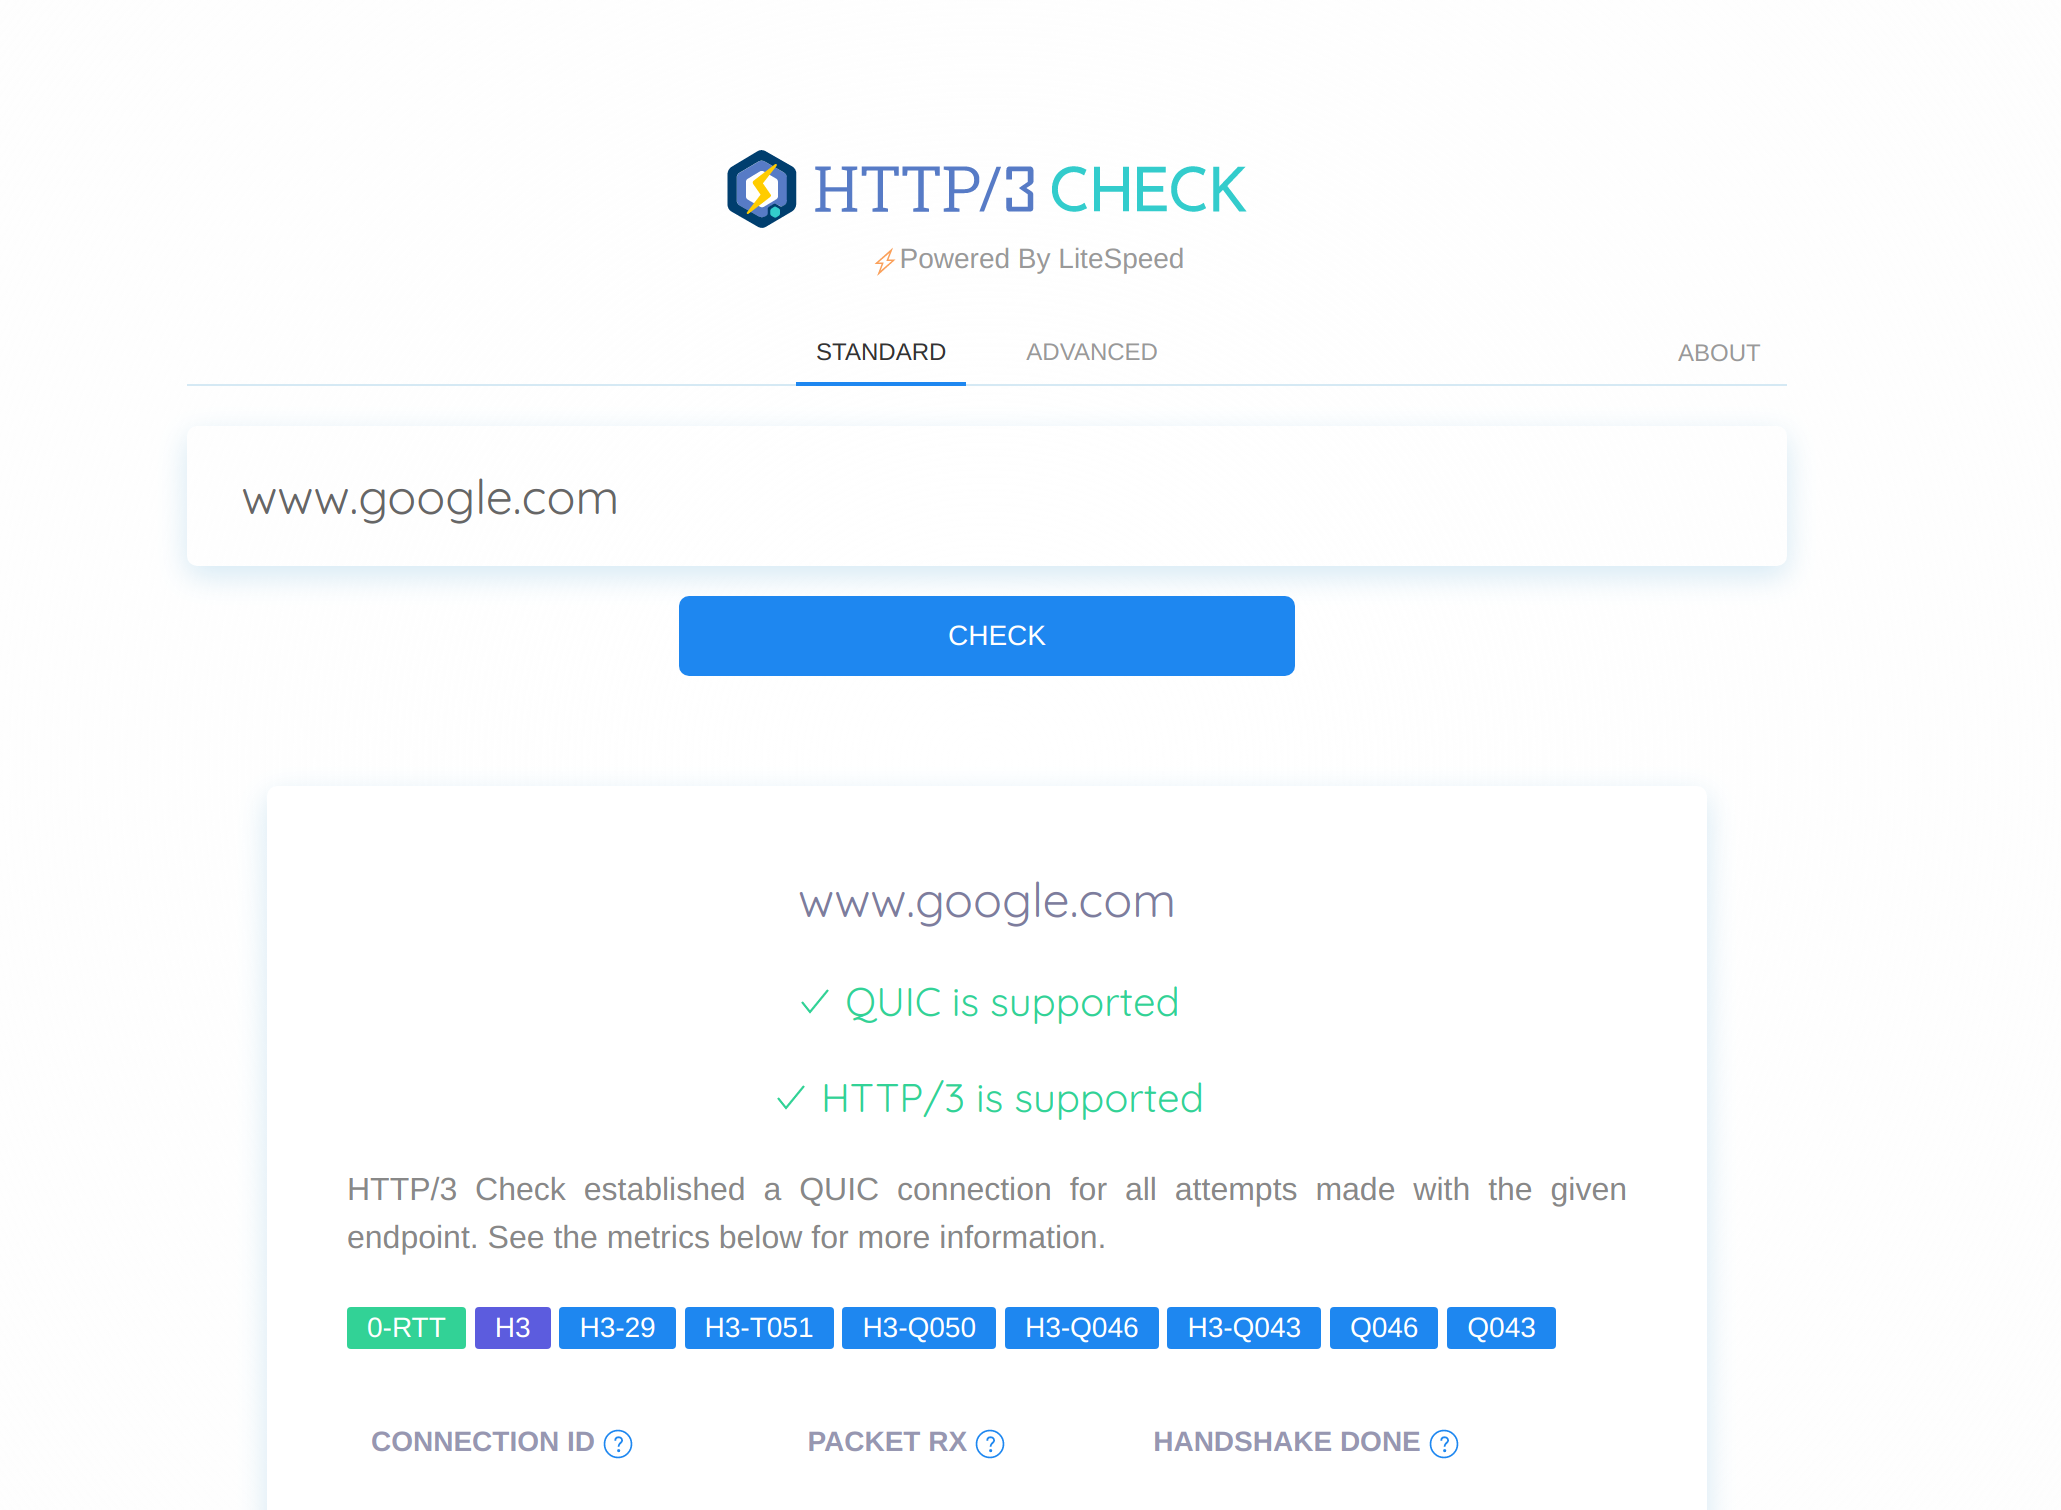 HTTP/3 CHECK
Powered By LiteSpeed
STANDARD ADVANCED ABOUT
www.google.com
CHECK
www.google.com
QUIC is supported
HTTP/3 is supported
HTTP/3 Check established a QUIC connection for all attempts made with the given
endpoint. See the metrics below for more information.
0-RTT H3 H3-29 H3-T051 H3-Q050 H3-Q046 H3-Q043 Q046 Q043
CONNECTION ID ? PACKET RX ? HANDSHAKE DONE ?